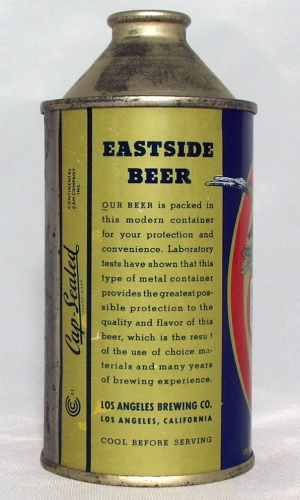 EASTSIDE
BEER
OUR BEER is packed in
this modern container
for your protection and
convenience. Laboratory
tests have shown that this
type of metal container
provides the greatest pos-
sible protection to the
quality and flavor of this
beer, which is the resu t
of the use of choice ma-
terials and many years
of brewing experience.
LOS ANGELES BREWING CO.
LOS ANGELES, CALIFORNIA
COOL BEFORE SERVING
CONTINENTAL
CAN COMPANY
INC.
Cap-Sealed